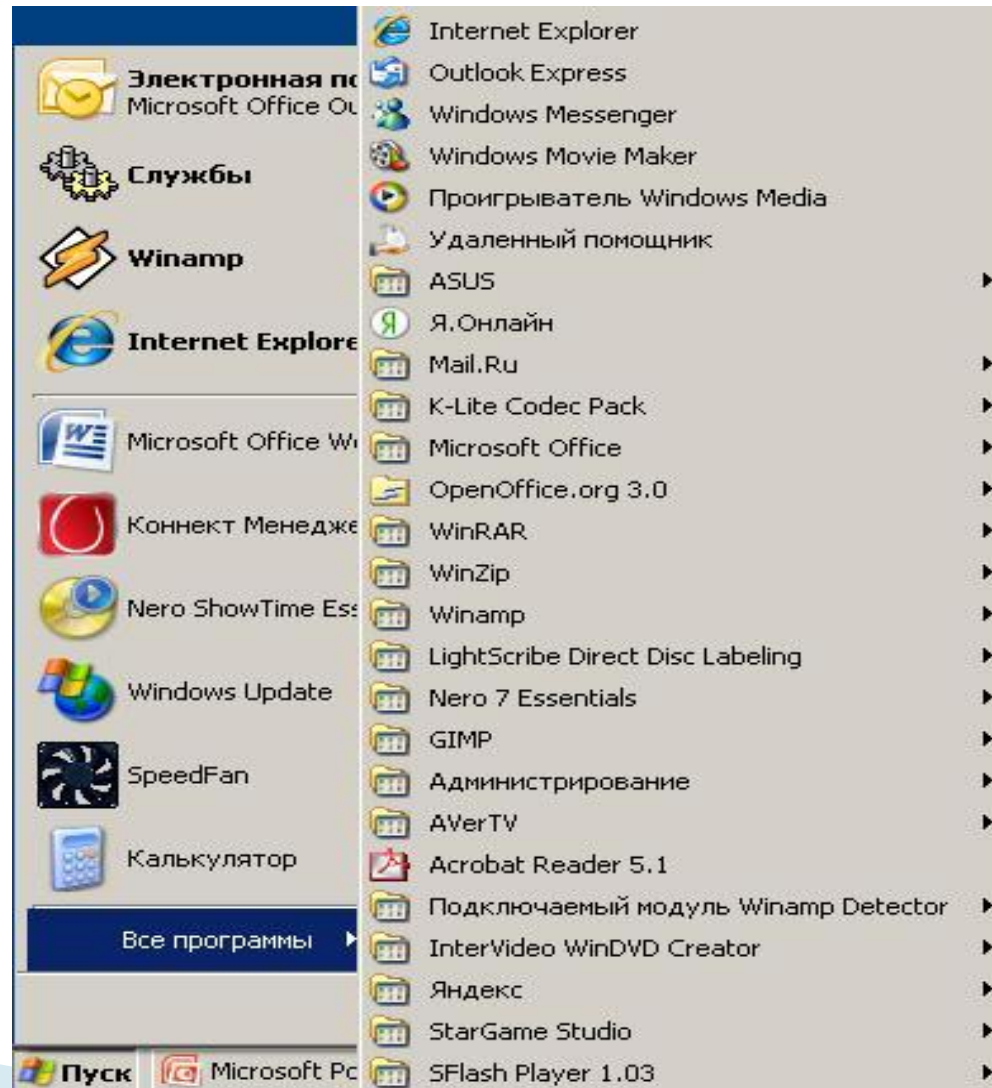 Электронная по
Microsoft Office Ou
Службы
Winamp
Internet Explore
Microsoft Office Wo
Коннект Менедже
Nero ShowTime Ess
Windows Update
SpeedFan
Калькулятор
Все программы
Пуск
Microsoft Po
Internet Explorer
Outlook Express
Windows Messenger
Windows Movie Maker
Проигрыватель Windows Media
Удаленный помощник
ASUS
Я.Онлайн
Mail.Ru
K-Lite Codec Pack
Microsoft Office
OpenOffice.org 3.0
WinRAR
WinZip
Winamp
LightScribe Direct Disc Labeling
Nero 7 Essentials
GIMP
Администрирование
AVerTV
Acrobat Reader 5.1
Подключаемый модуль Winamp Detector
InterVideo WinDVD Creator
Яндекс
StarGame Studio
SFlash Player 1.03